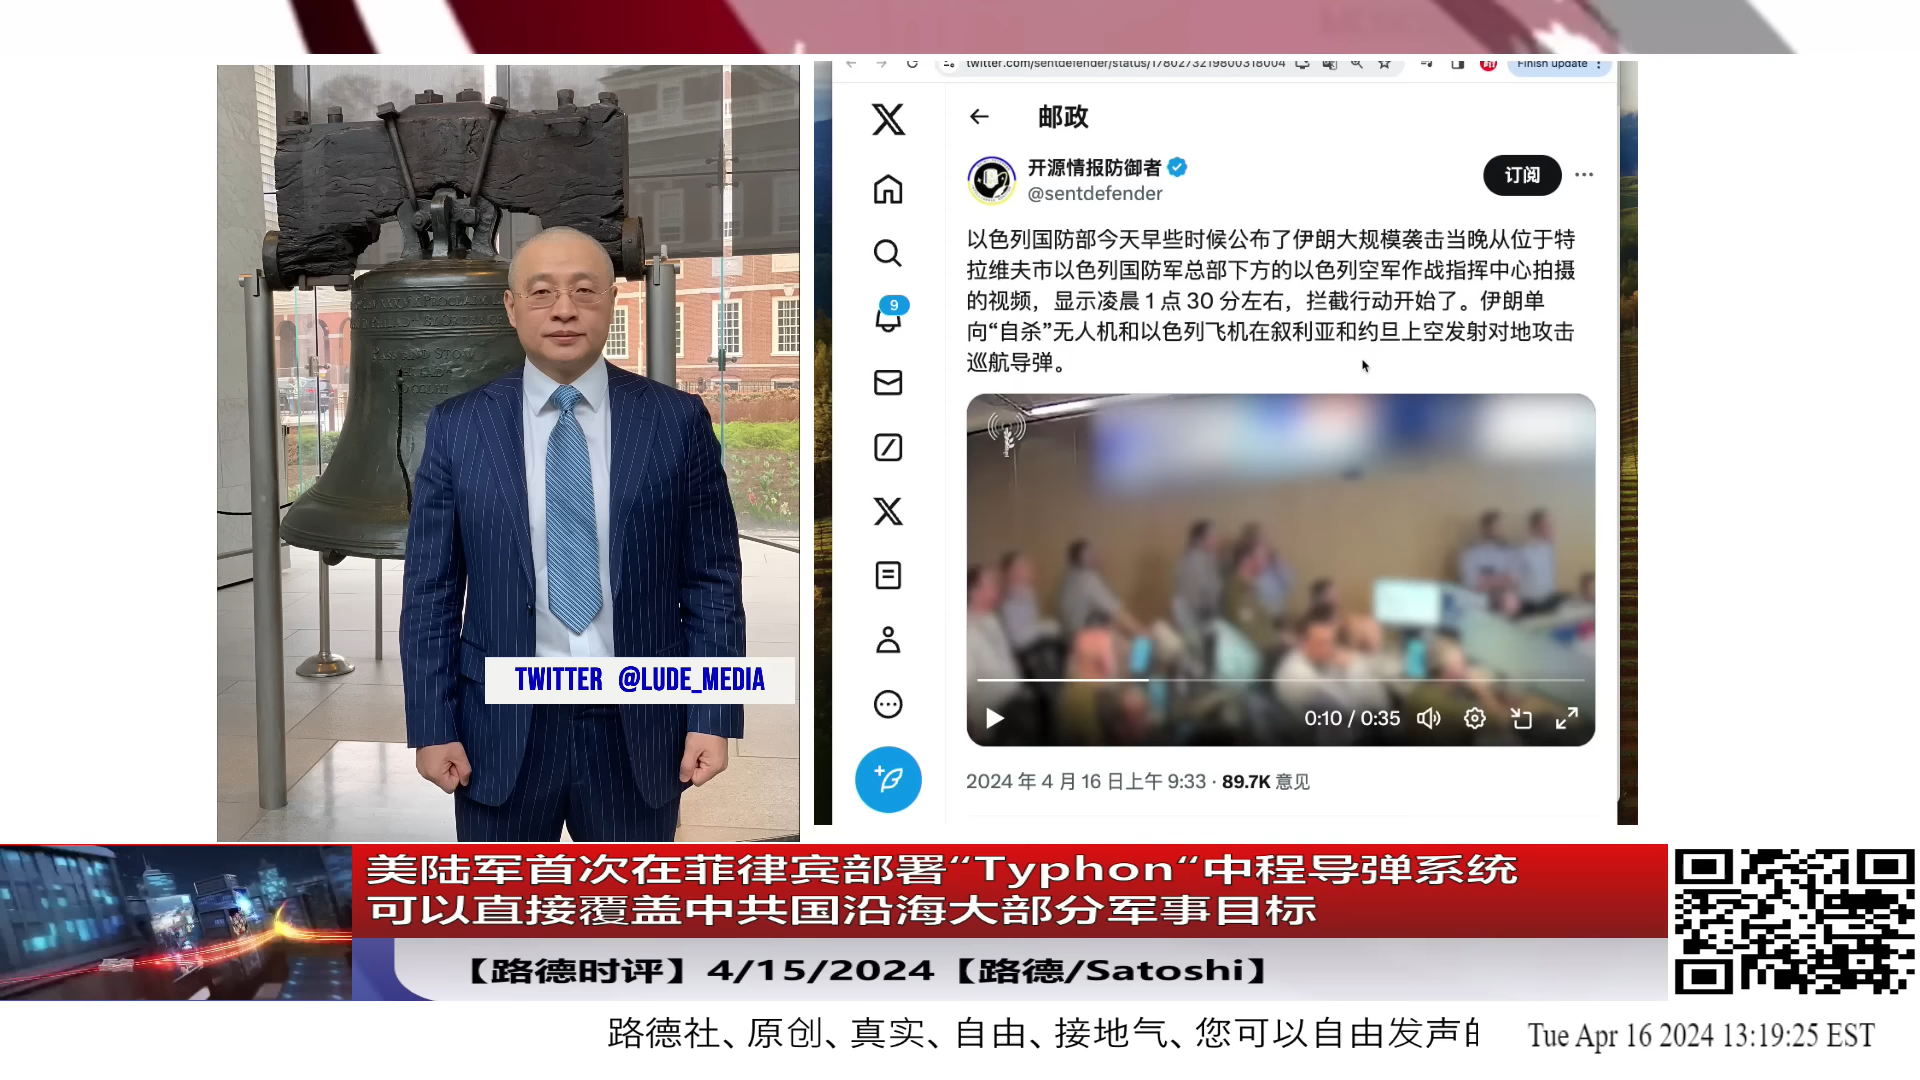 twitter.com/sentdefender/status/1780273219800318004
Finish update
邮政
开源情报防御者
@sentdefender
订阅
9
以色列国防部今天早些时候公布了伊朗大规模袭击当晚从位于特
拉维夫市以色列国防军总部下方的以色列空军作战指挥中心拍摄
的视频，显示凌晨 1 点 30 分左右，拦截行动开始了。伊朗单
向“自杀”无人机和以色列飞机在叙利亚和约旦上空发射对地攻击
巡航导弹。
0:10 / 0:35
2024 年 4 月 16 日上午 9:33 · 89.7K 意见
PASS AND STOW
TWITTER @LUDE_MEDIA
美陆军首次在菲律宾部署“Typhon“中程导弹系统
可以直接覆盖中共国沿海大部分军事目标
【路德时评】4/15/2024【路德/Satoshi】
路德社、原创、真实、自由、接地气、您可以自由发声
Tue Apr 16 2024 13:19:25 EST